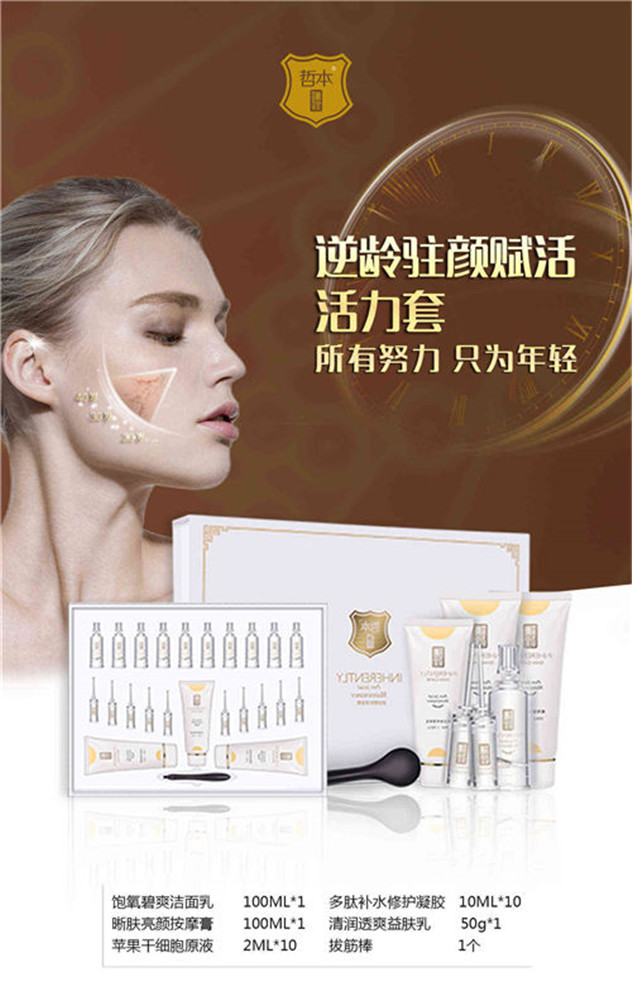 哲本
逆龄驻颜赋活
活力套
所有努力 只为年轻
哲本
INHERENTLY
饱氧碧爽洁面乳 100ML*1 多肽补水修护凝胶 10ML*10
晰肤亮颜按摩膏 100ML*1 清润透爽益肤乳 50g*1
苹果干细胞原液 2ML*10 拔筋棒 1个